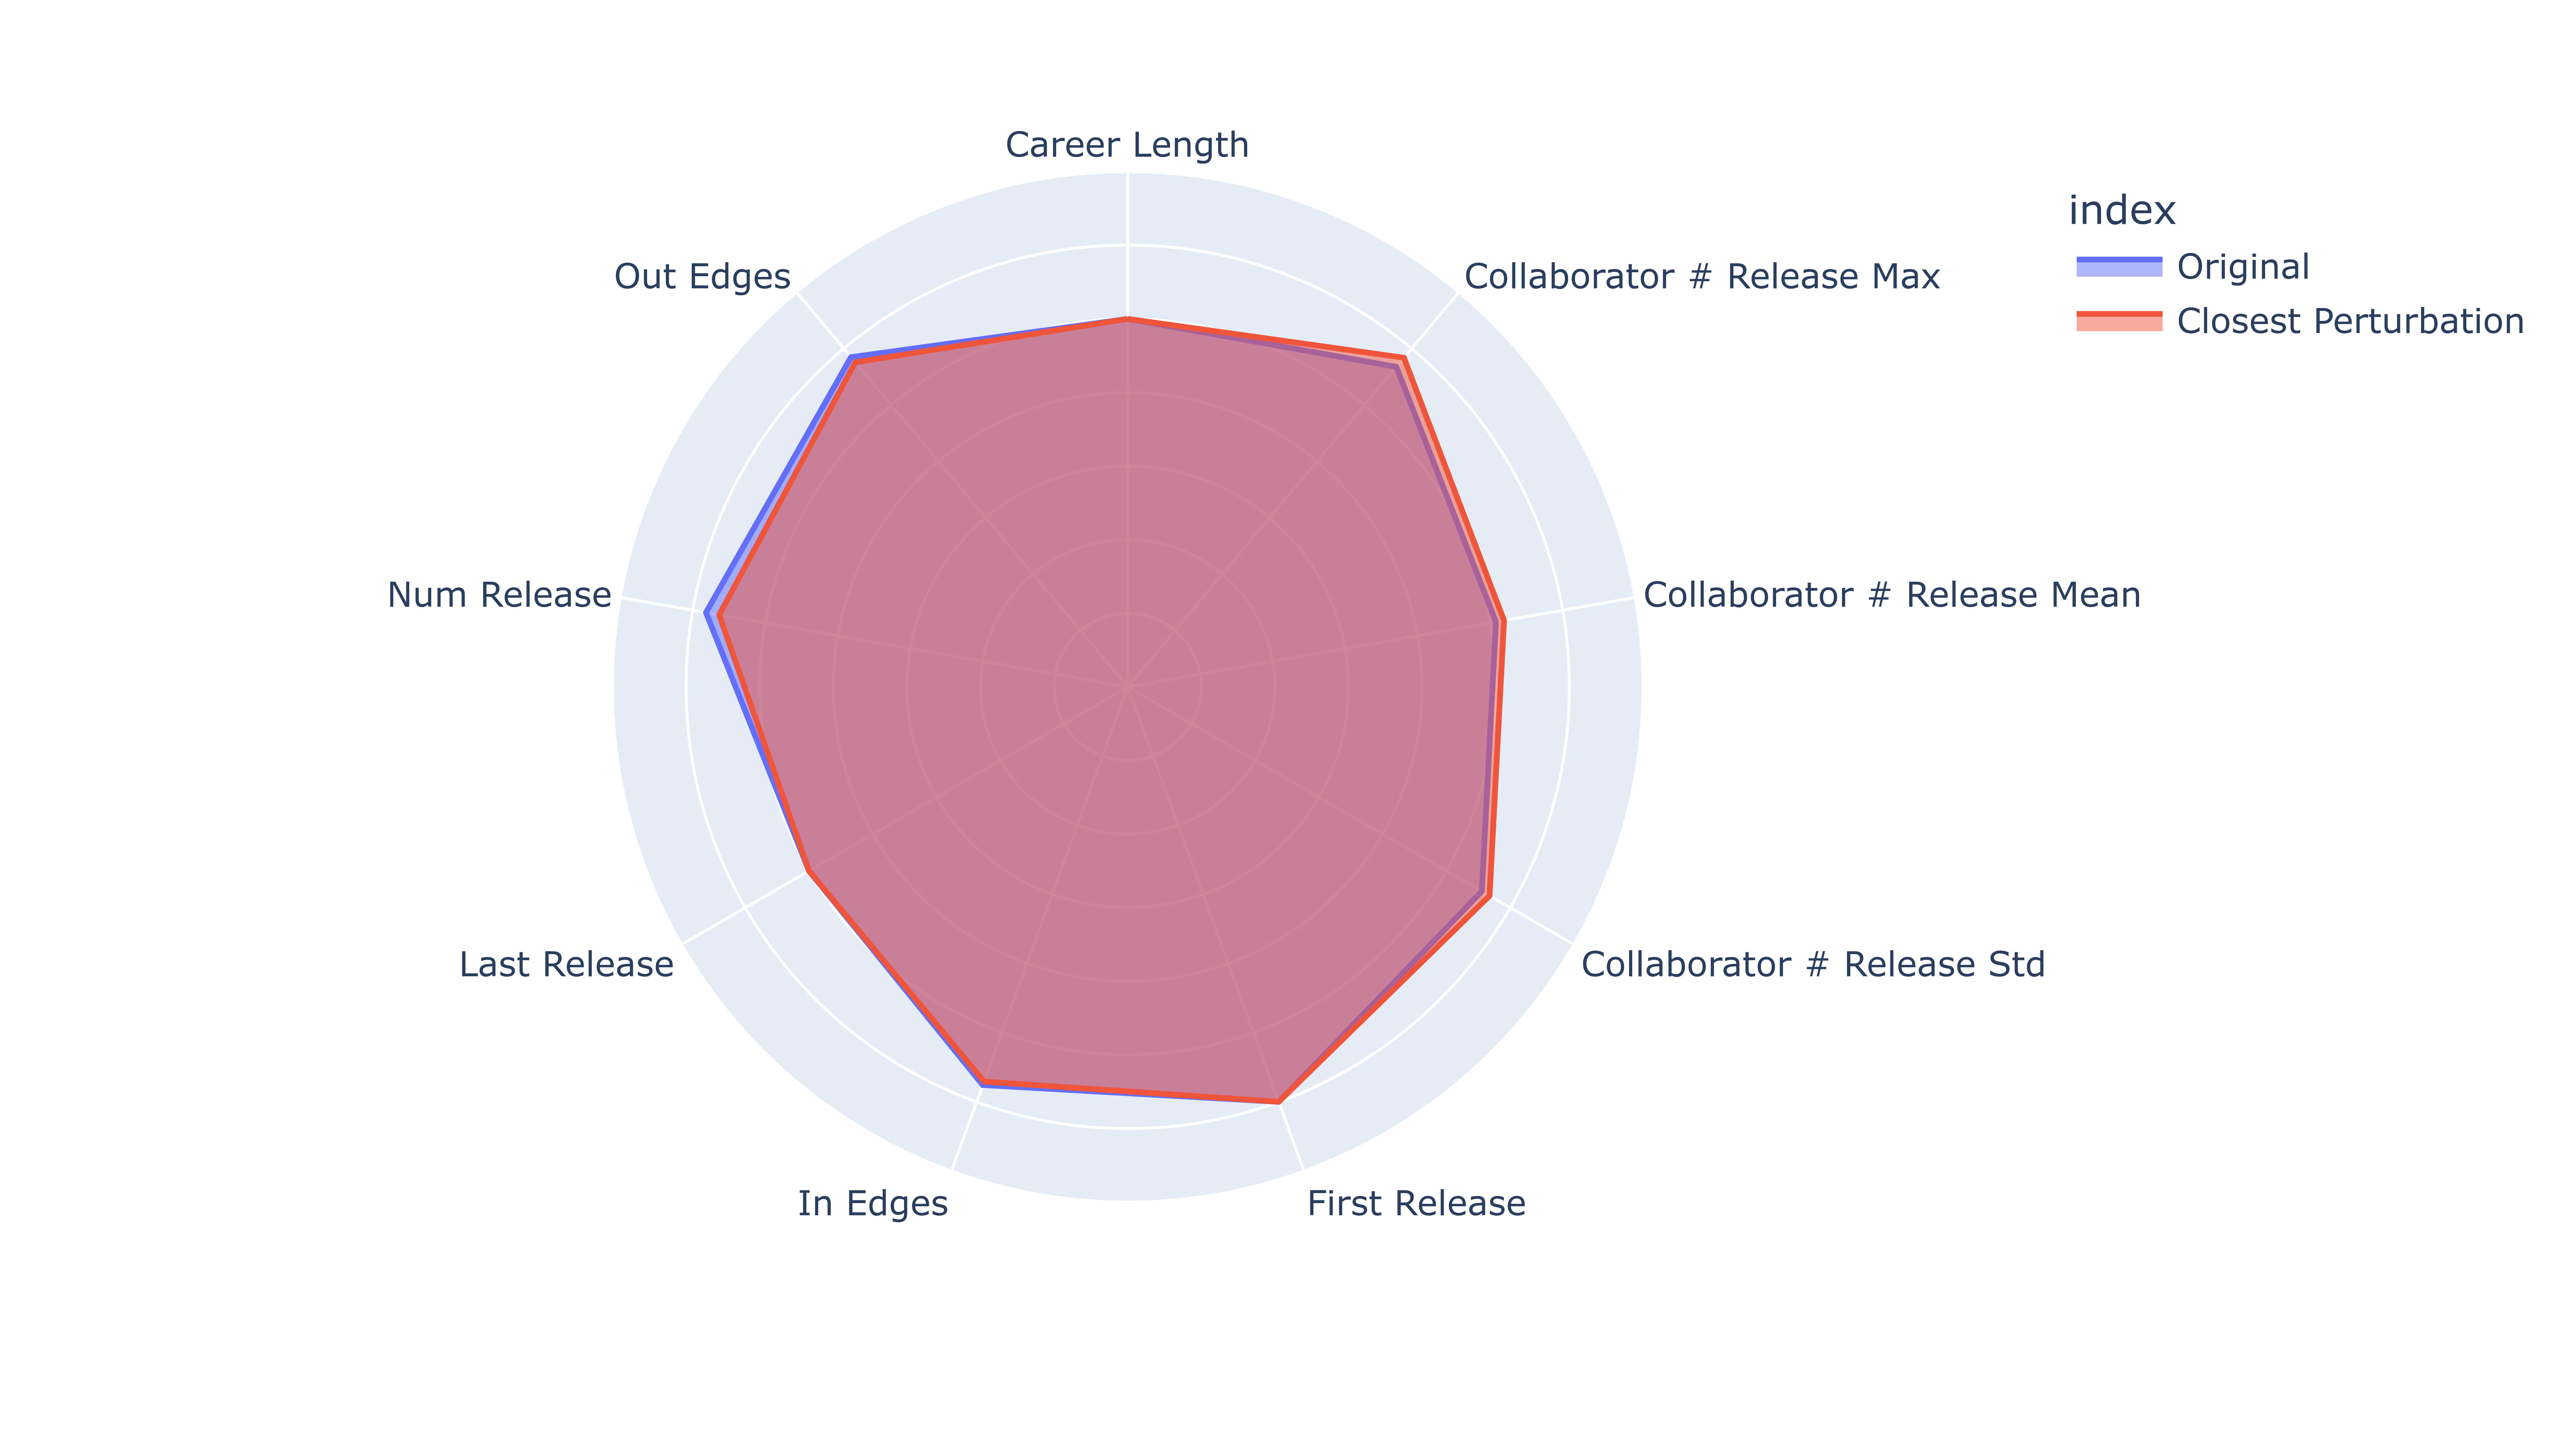 Career Length
Out Edges
Collaborator # Release Max
Num Release
Collaborator # Release Mean
Last Release
Collaborator # Release Std
In Edges
First Release
index
Original
Closest Perturbation